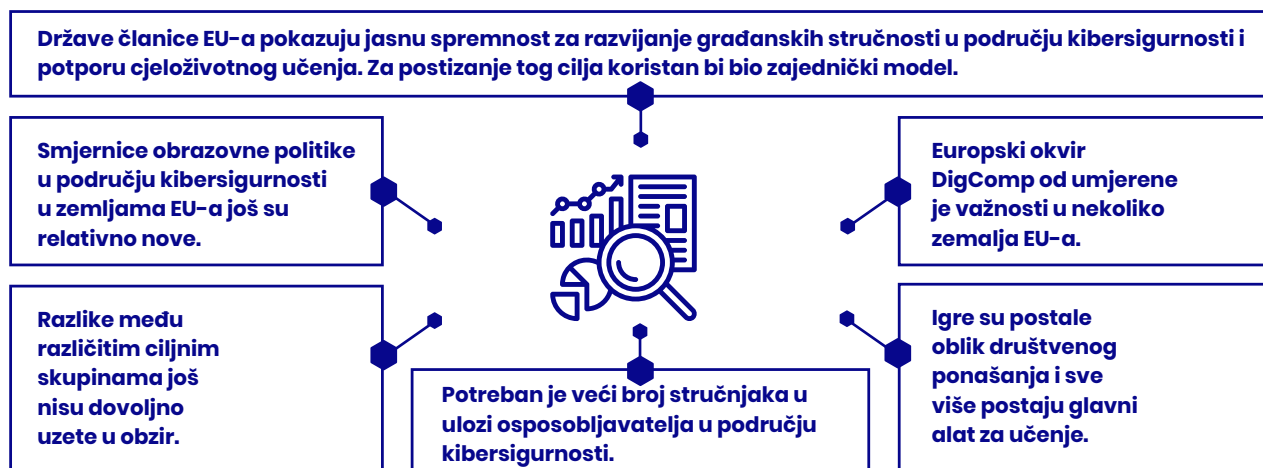 Države članice EU-a pokazuju jasnu spremnost za razvijanje građanskih stručnosti u području kibersigurnosti i
potporu cjeloživotnog učenja. Za postizanje tog cilja koristan bi bio zajednički model.
Smjernice obrazovne politike
u području kibersigurnosti
u zemljama EU-a još su
relativno nove.
Europski okvir
DigComp od umjerene
je važnosti u nekoliko
zemalja EU-a.
Razlike među
različitim ciljnim
skupinama još
nisu dovoljno
uzete u obzir.
Potreban je veći broj stručnjaka u
ulozi osposobljavatelja u području
kibersigurnosti.
Igre su postale
oblik društvenog
ponašanja i sve
više postaju glavni
alat za učenje.